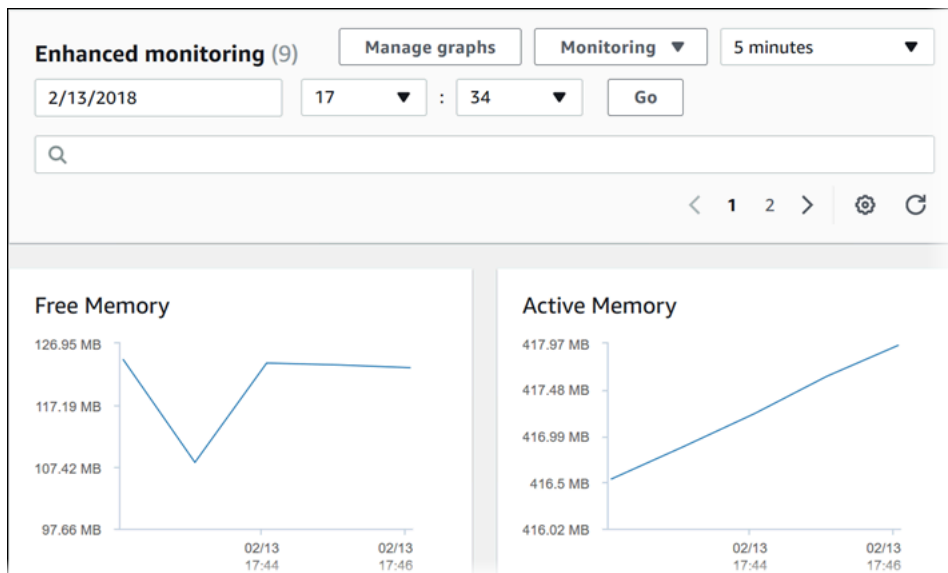 Enhanced monitoring (9)
Manage graphs
Monitoring
5 minutes
2/13/2018
17
:
34
Go
1
2
Free Memory
126.95 MB
117.19 MB
107.42 MB
97.66 MB
02/13
17:44
02/13
17:46
Active Memory
417.97 MB
417.48 MB
416.99 MB
416.5 MB
416.02 MB
02/13
17:44
02/13
17:46